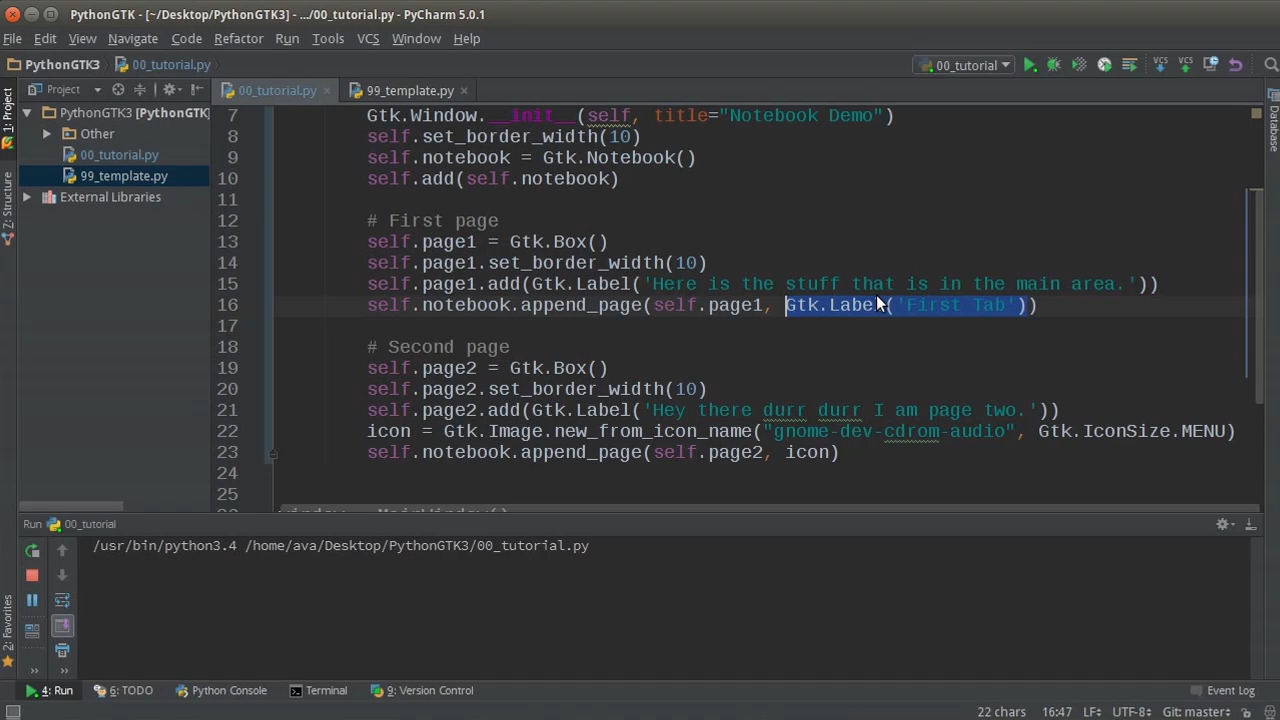 PythonGTK - [~/Desktop/PythonGTK3] - .../00_tutorial.py - PyCharm 5.0.1
File Edit View Navigate Code Refactor Run Tools VCS Window Help
PythonGTK3 00_tutorial.py 00_tutorial VCS VCS
Project 00_tutorial.py 99_template.py
1: Project
Z: Structure
2: Favorites
Database
PythonGTK3 [PythonGTK
Other
00_tutorial.py
99_template.py
External Libraries
7 Gtk.Window.__init__(self, title="Notebook Demo")
8 self.set_border_width(10)
9 self.notebook = Gtk.Notebook()
10 self.add(self.notebook)
11
12 # First page
13 self.page1 = Gtk.Box()
14 self.page1.set_border_width(10)
15 self.page1.add(Gtk.Label('Here is the stuff that is in the main area.'))
16 self.notebook.append_page(self.page1, Gtk.Label('First Tab'))
17
18 # Second page
19 self.page2 = Gtk.Box()
20 self.page2.set_border_width(10)
21 self.page2.add(Gtk.Label('Hey there durr durr I am page two.'))
22 icon = Gtk.Image.new_from_icon_name("gnome-dev-cdrom-audio", Gtk.IconSize.MENU)
23 self.notebook.append_page(self.page2, icon)
24
25
Run 00_tutorial
/usr/bin/python3.4 /home/ava/Desktop/PythonGTK3/00_tutorial.py
4: Run 6: TODO Python Console Terminal 9: Version Control Event Log
22 chars 16:47 LF÷ UTF-8÷ Git: master÷